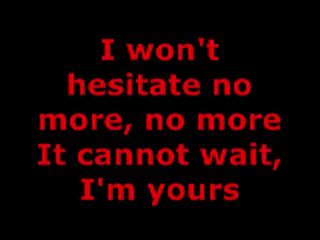 I won't
hesitate no
more, no more
It cannot wait,
I'm yours